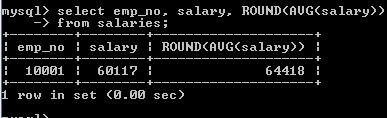 mysql> select emp_no, salary, ROUND(AVG(salary))
    -> from salaries;
+--------+--------+--------------------+
| emp_no | salary | ROUND(AVG(salary)) |
+--------+--------+--------------------+
|  10001 |  60117 |              64418 |
+--------+--------+--------------------+
1 row in set (0.00 sec)
mysql>